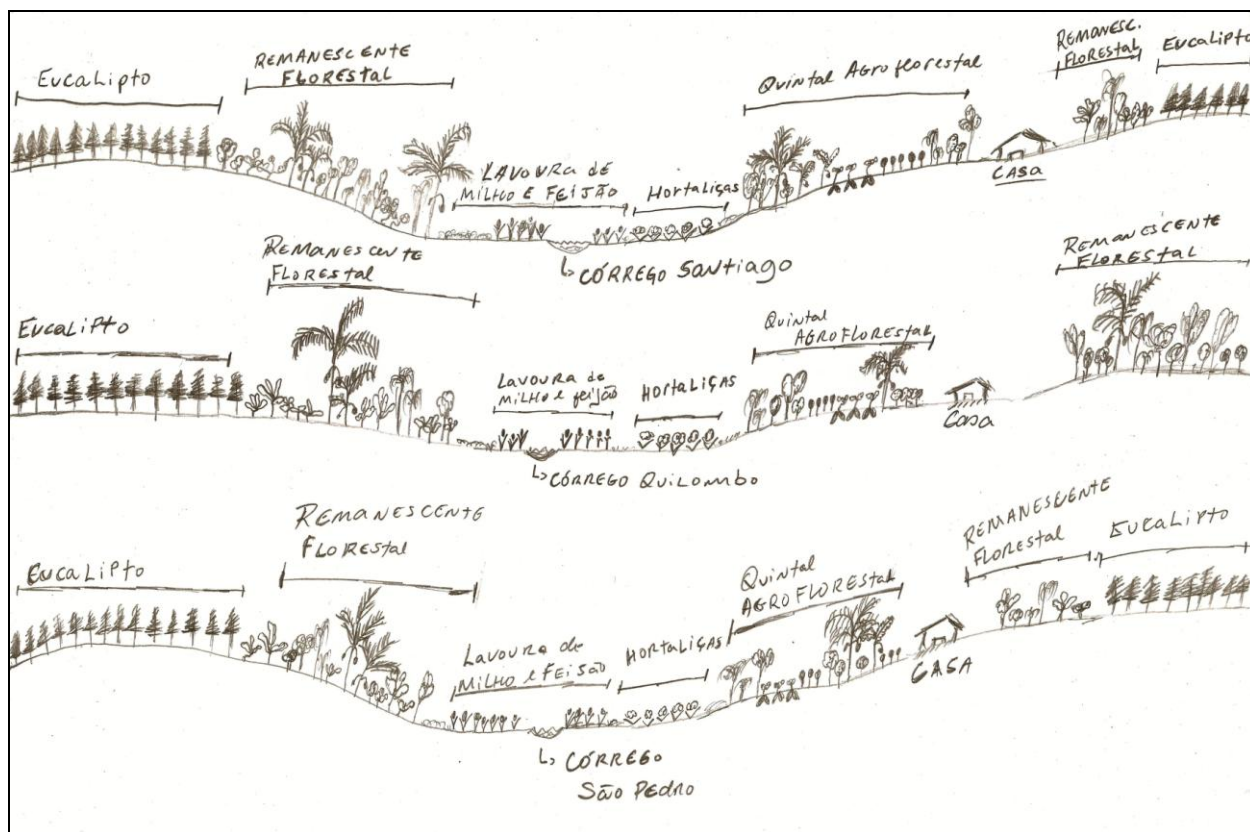 Eucalipto
REMANESCENTE
FLORESTAL
LAVOURA DE
MILHO E FEIJÃO
HORTALIÇAS
Quintal Agroflorestal
CASA
REMANESC.
FLORESTAL
Eucalipto
CÓRREGO SANTIAGO
Eucalipto
Remanescente
Florestal
Lavoura de
milho e feijão
HORTALIÇAS
Quintal
AGROFLORESTAL
Casa
Remanescente
Florestal
CÓRREGO QUILOMBO
Eucalipto
REMANESCENTE
FLORESTAL
Lavoura de
MILHO e FEIJÃO
HORTALIÇAS
Quintal
AGROFLORESTAL
CASA
REMANESCENTE
FLORESTAL
Eucalipto
CÓRREGO
São Pedro